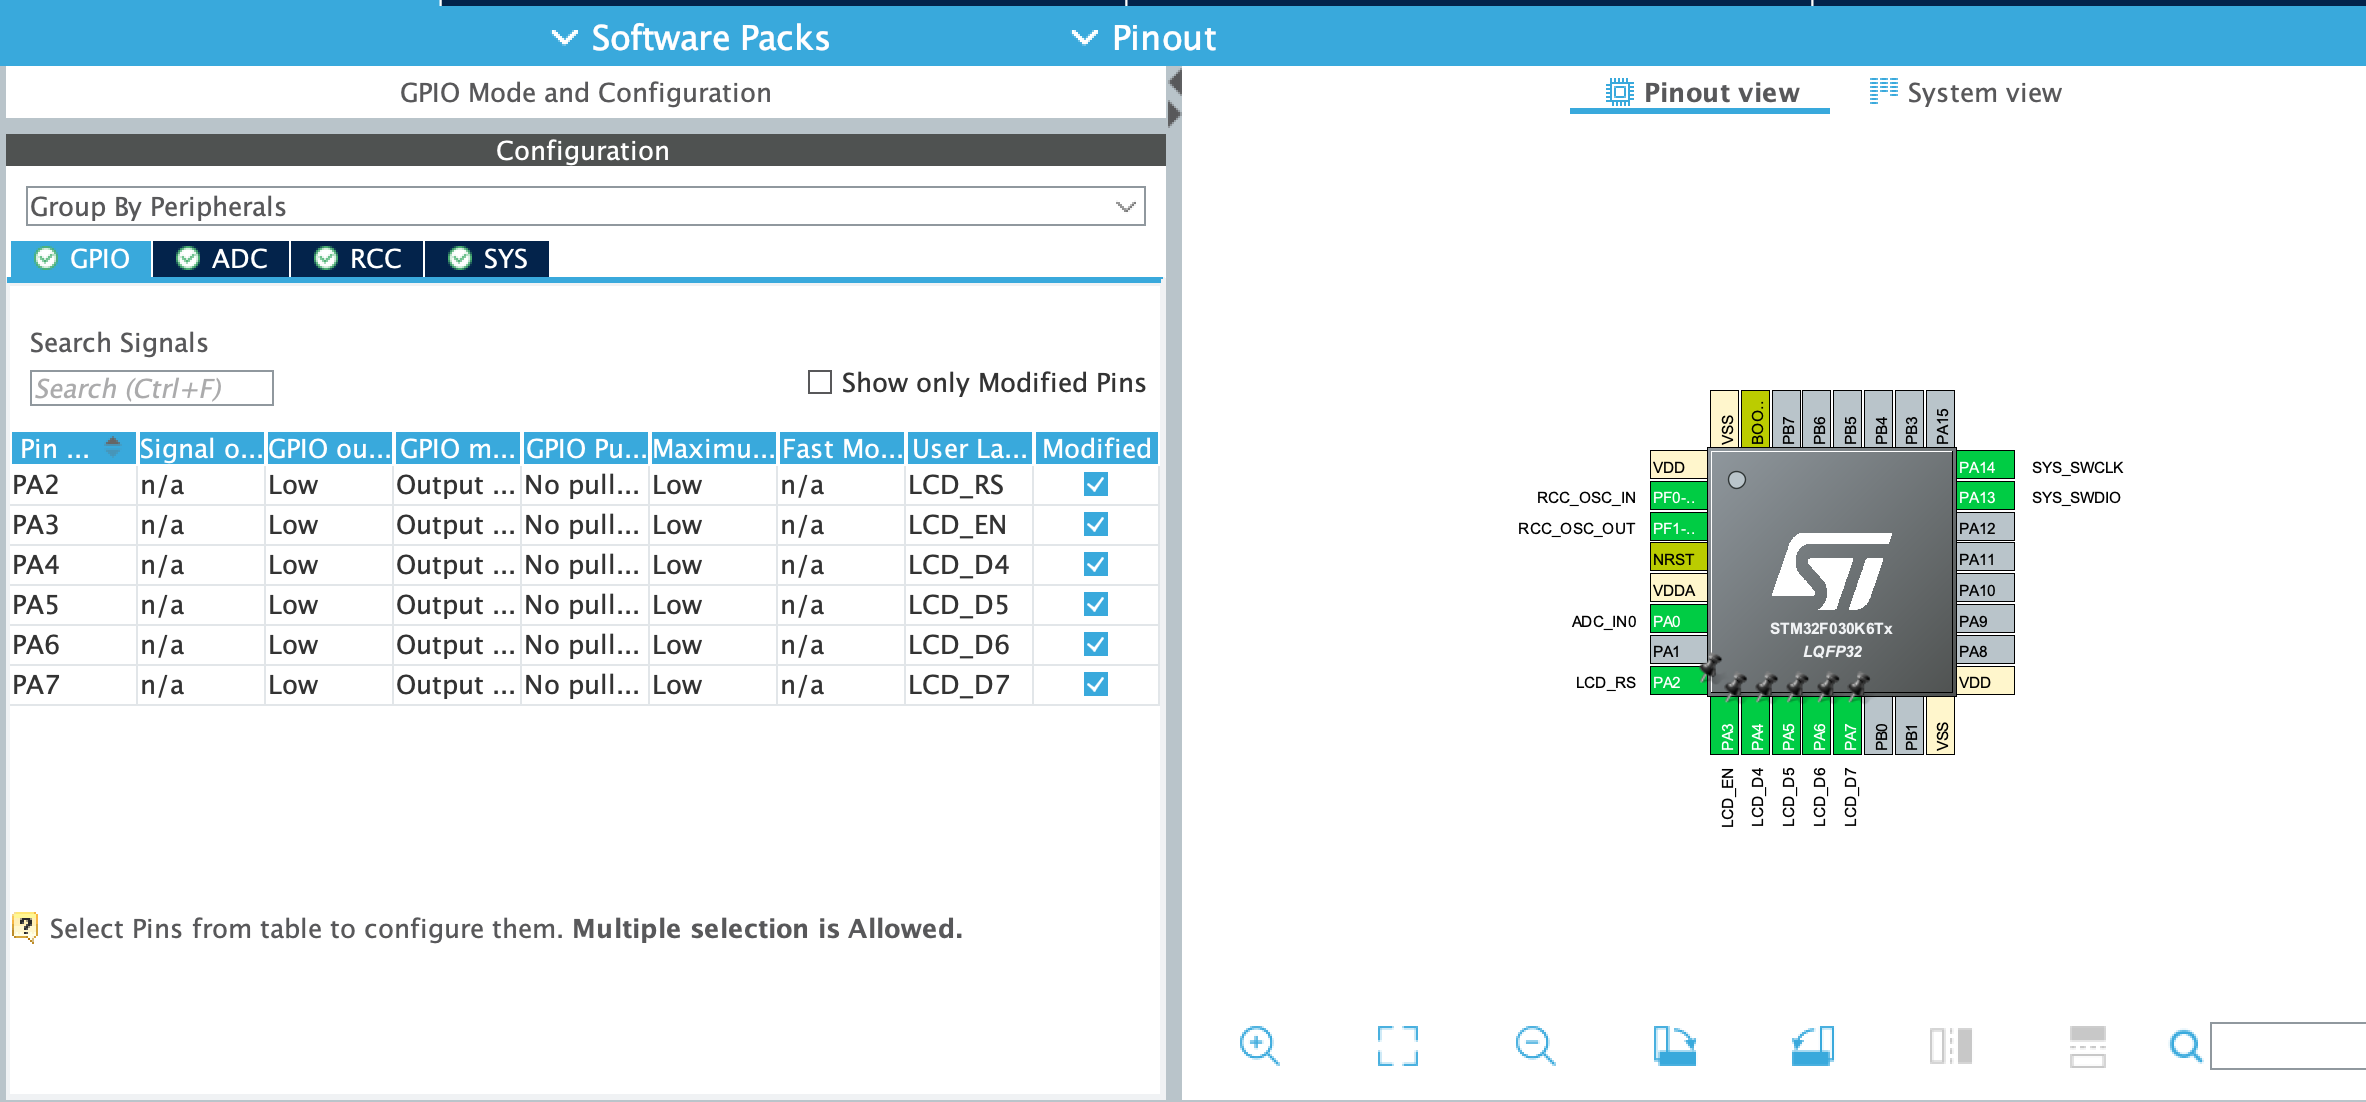 Software Packs
Pinout
GPIO Mode and Configuration
Pinout view
System view
Configuration
Group By Peripherals
GPIO
ADC
RCC
SYS
Search Signals
Search (Ctrl+F)
Show only Modified Pins
Pin ... Signal o... GPIO ou... GPIO m... GPIO Pu... Maximu... Fast Mo... User La... Modified
PA2 n/a Low Output ... No pull... Low n/a LCD_RS
PA3 n/a Low Output ... No pull... Low n/a LCD_EN
PA4 n/a Low Output ... No pull... Low n/a LCD_D4
PA5 n/a Low Output ... No pull... Low n/a LCD_D5
PA6 n/a Low Output ... No pull... Low n/a LCD_D6
PA7 n/a Low Output ... No pull... Low n/a LCD_D7
Select Pins from table to configure them. Multiple selection is Allowed.
VSS BOO.. PB7 PB6 PB5 PB4 PB3 PA15
VDD
RCC_OSC_IN PF0-..
RCC_OSC_OUT PF1-..
NRST
VDDA
ADC_IN0 PA0
PA1
LCD_RS PA2
ST
STM32F030K6Tx
LQFP32
PA14 SYS_SWCLK
PA13 SYS_SWDIO
PA12
PA11
PA10
PA9
PA8
VDD
PA3 PA4 PA5 PA6 PA7 PB0 PB1 VSS
LCD_EN LCD_D4 LCD_D5 LCD_D6 LCD_D7